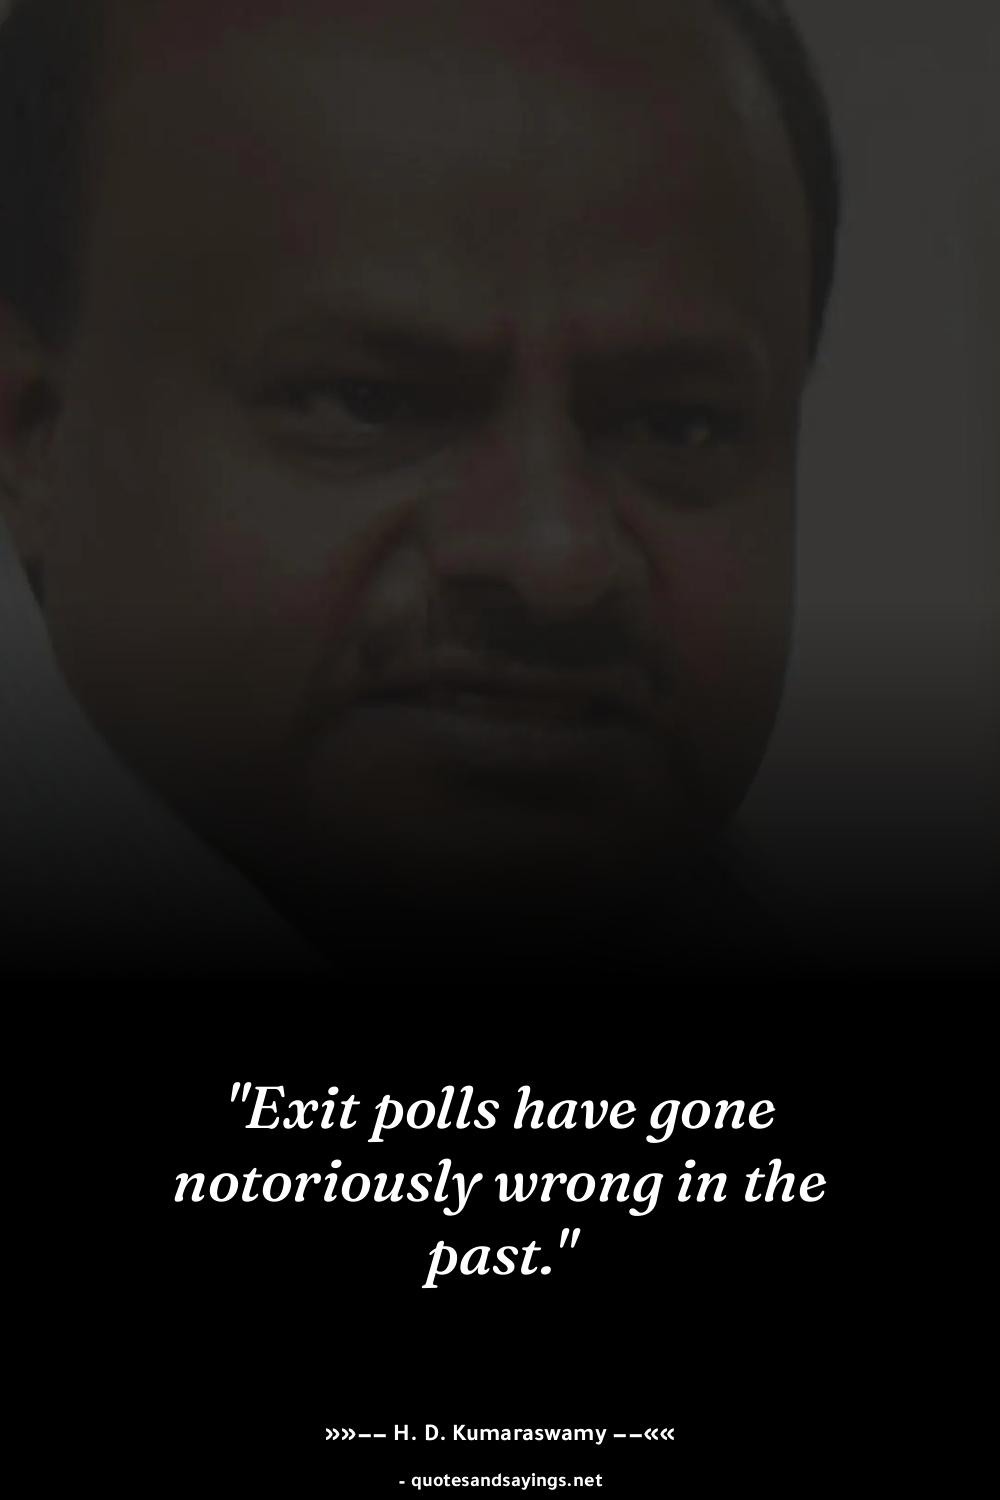 "Exit polls have gone
notoriously wrong in the
past."
»»−− H. D. Kumaraswamy −−««
- quotesandsayings.net